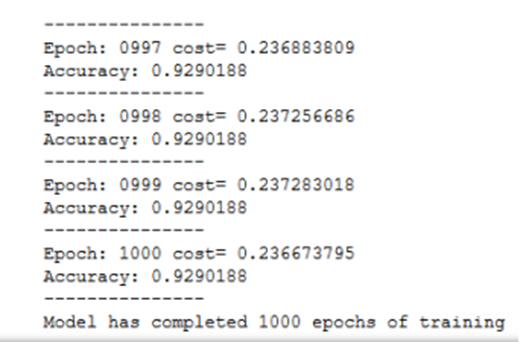 ---------------
Epoch: 0997 cost= 0.236883809
Accuracy: 0.9290188
---------------
Epoch: 0998 cost= 0.237256686
Accuracy: 0.9290188
---------------
Epoch: 0999 cost= 0.237283018
Accuracy: 0.9290188
---------------
Epoch: 1000 cost= 0.236673795
Accuracy: 0.9290188
---------------
Model has completed 1000 epochs of training